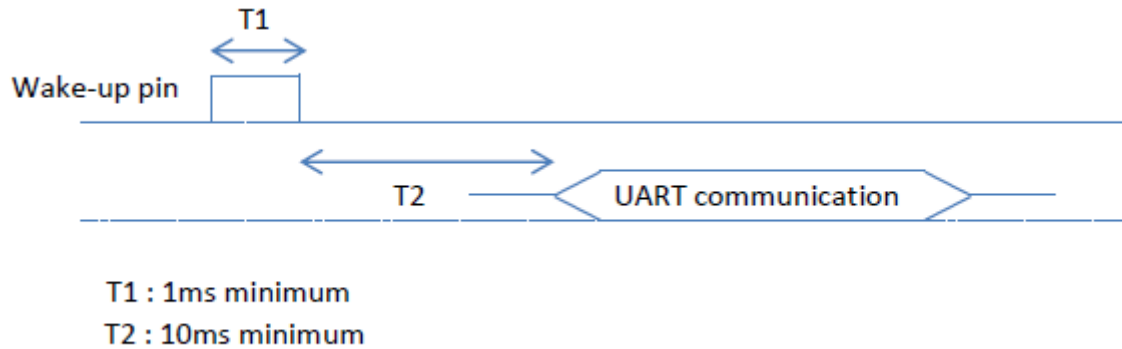 T1
Wake-up pin
T2
UART communication
T1 : 1ms minimum
T2 : 10ms minimum